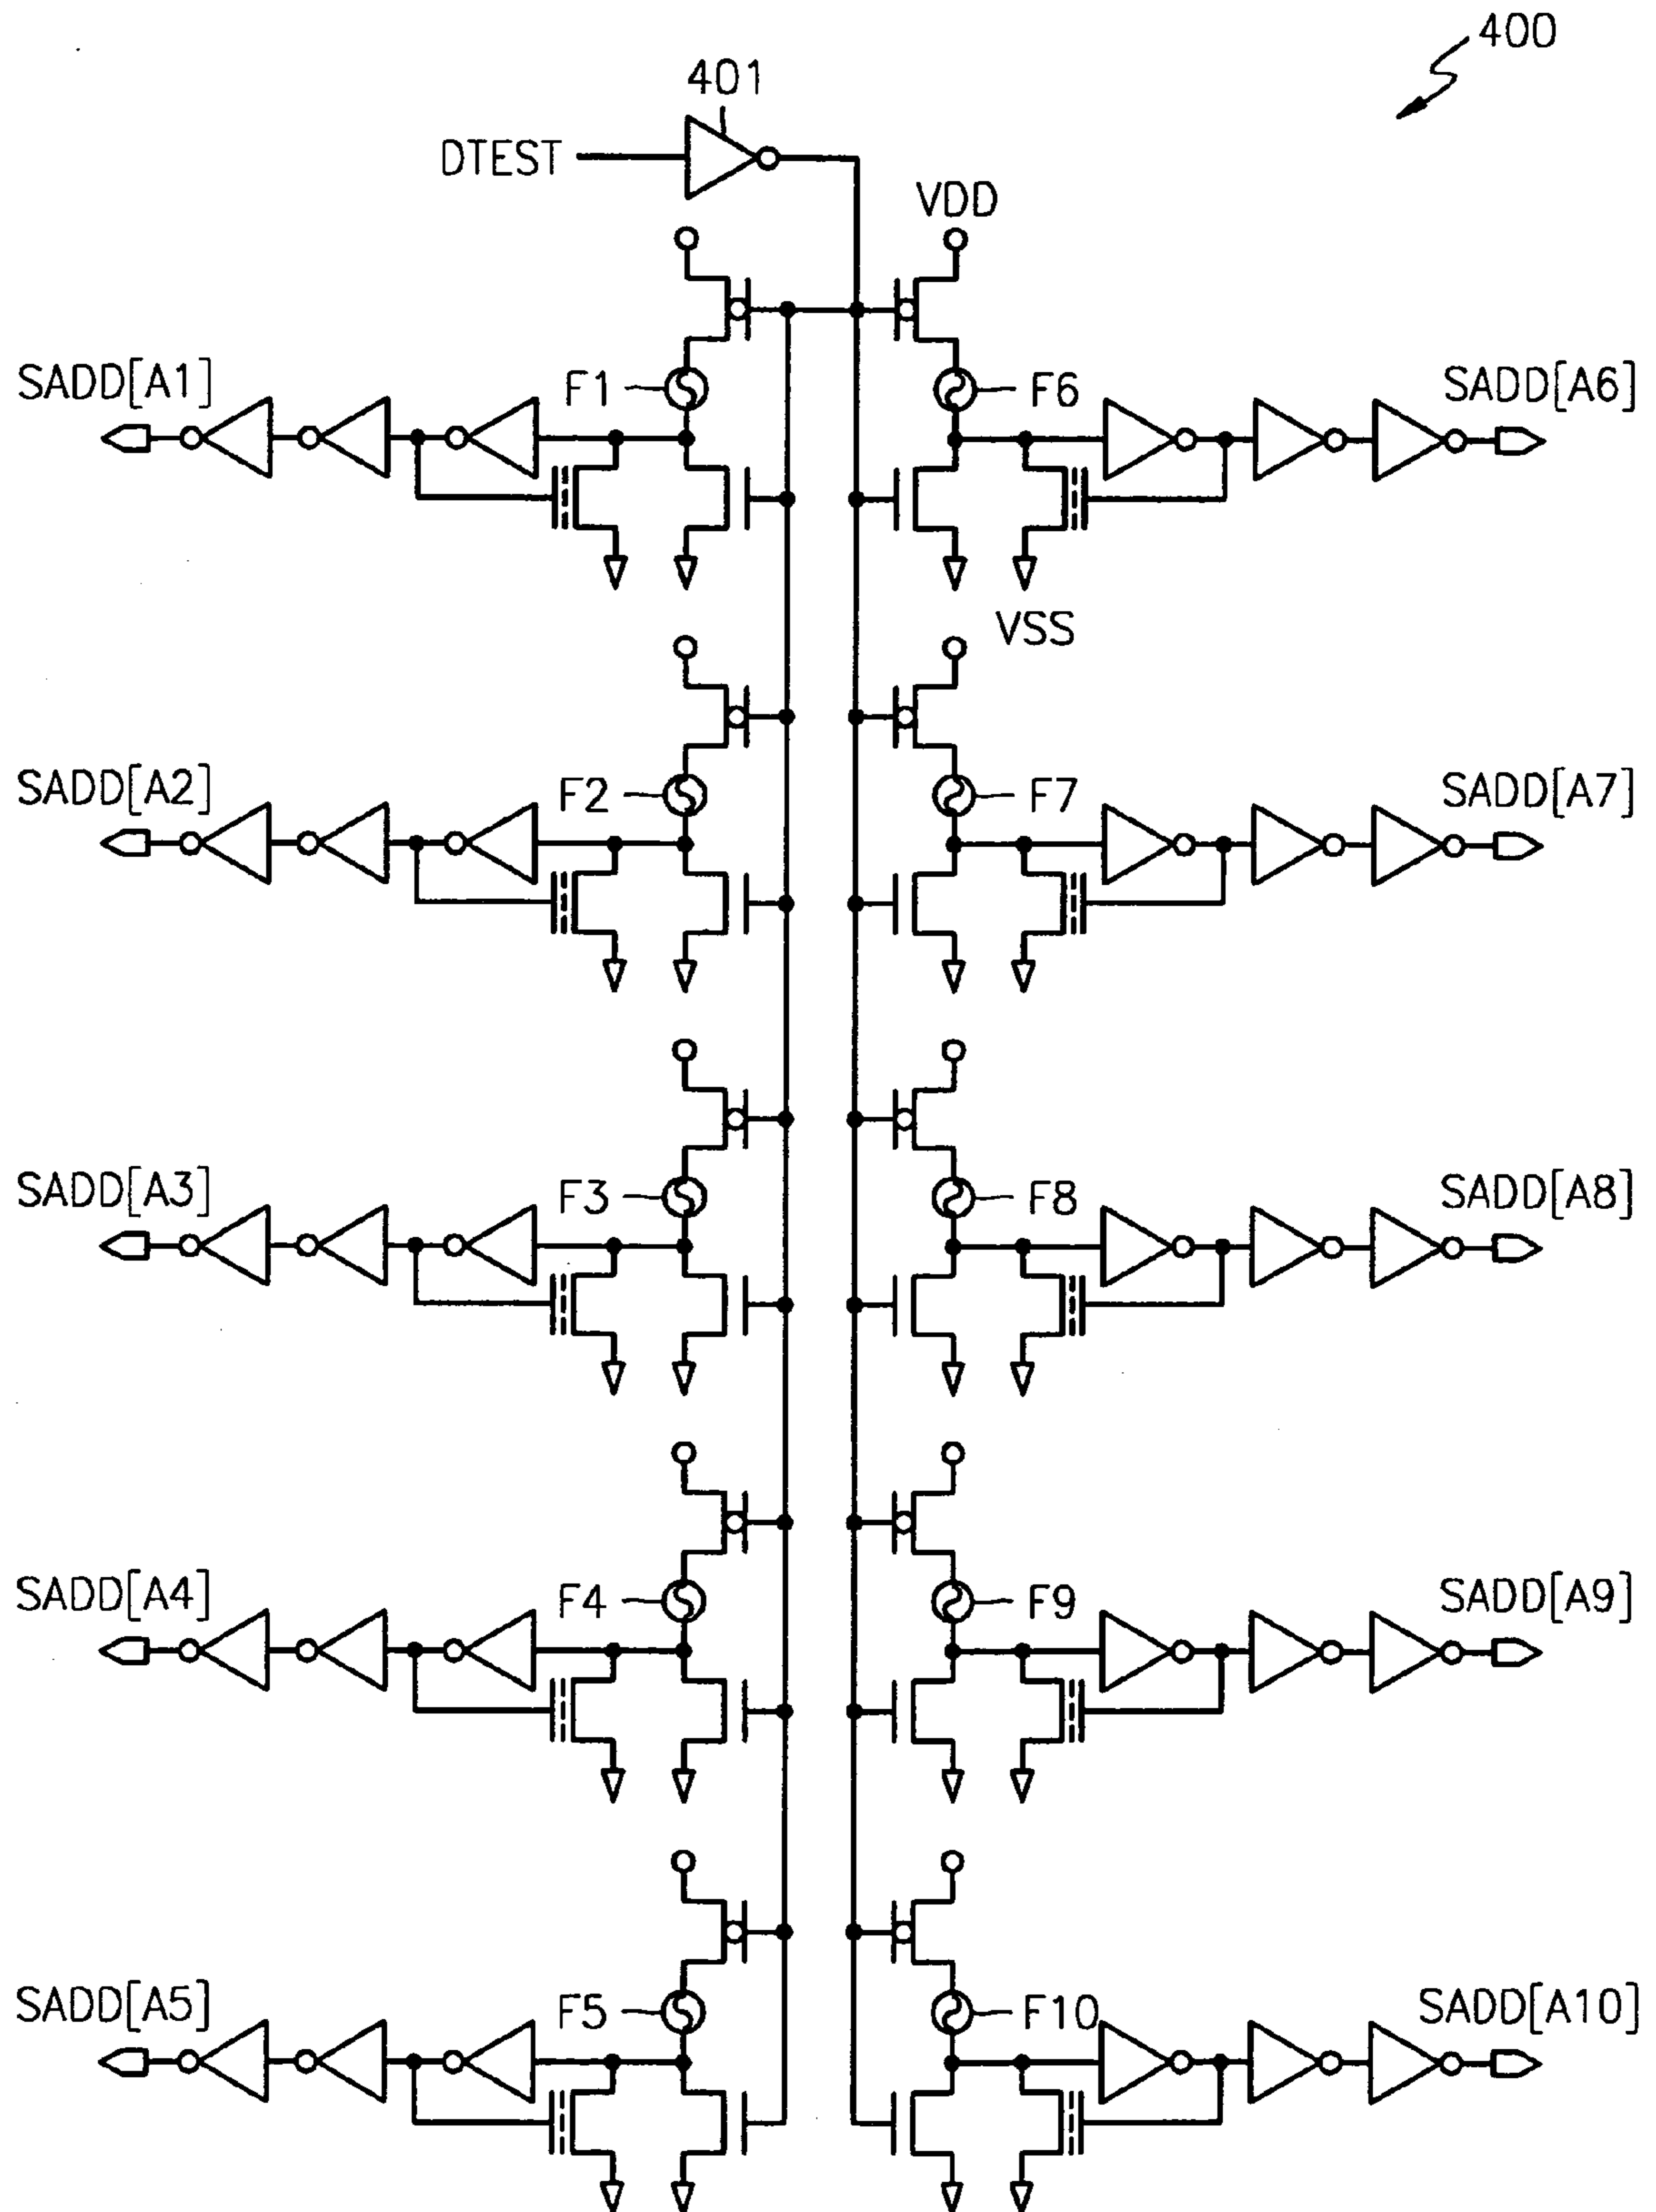 400
401
DTEST
VDD
SADD[A1]
F1
F6
SADD[A6]
VSS
SADD[A2]
F2
F7
SADD[A7]
SADD[A3]
F3
F8
SADD[A8]
SADD[A4]
F4
F9
SADD[A9]
SADD[A5]
F5
F10
SADD[A10]